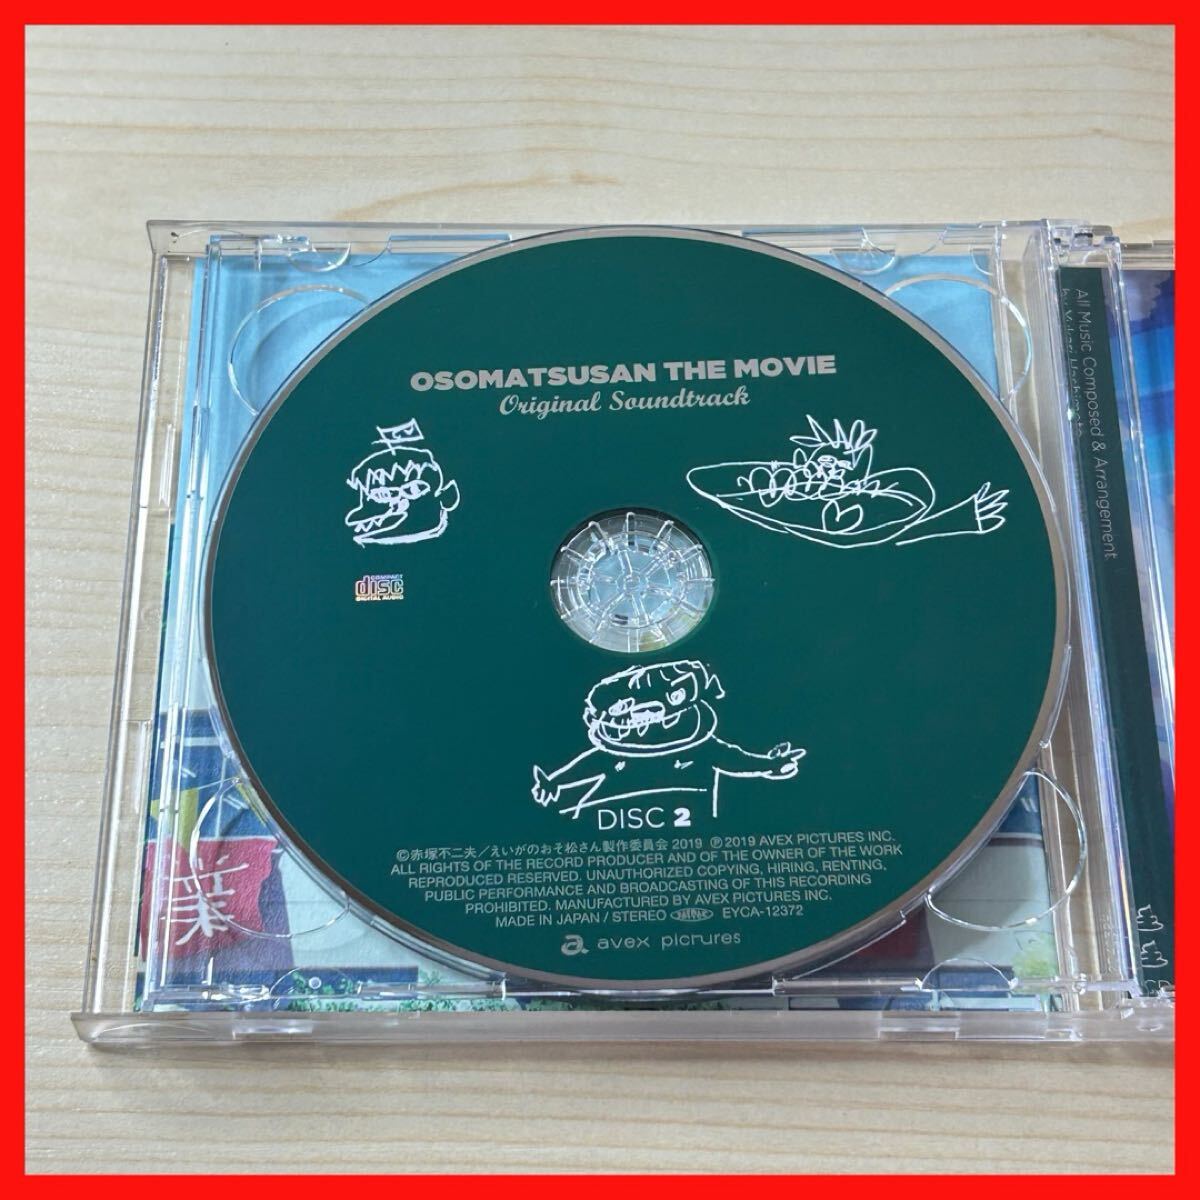 OSOMATSUSAN THE MOVIE
Original Soundtrack
COMPACT
disc
DIGITAL AUDIO
DISC 2
©赤塚不二夫/えいがのおそ松さん製作委員会 2019 ℗2019 AVEX PICTURES INC.
ALL RIGHTS OF THE RECORD PRODUCER AND OF THE OWNER OF THE WORK
REPRODUCED RESERVED. UNAUTHORIZED COPYING, HIRING, RENTING,
PUBLIC PERFORMANCE AND BROADCASTING OF THIS RECORDING
PROHIBITED. MANUFACTURED BY AVEX PICTURES INC.
MADE IN JAPAN / STEREO EYCA-12372
avex pictures
All Music Composed & Arrangement
by Yukari Hashimoto